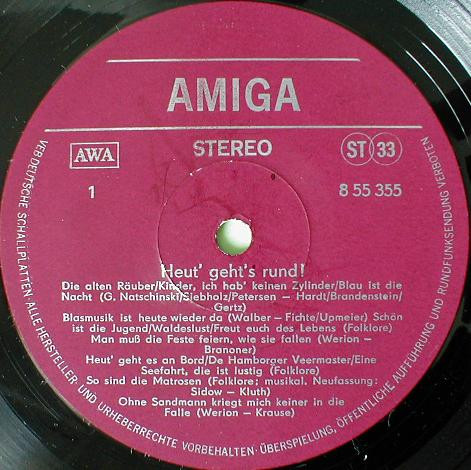 AMIGA
AWA
STEREO
ST 33
1
8 55 355
Heut' geht's rund!
Die alten Räuber/Kinder, ich hab' keinen Zylinder/Blau ist die
Nacht (G. Natschinski/Siebholz/Petersen – Hardt/Brandenstein/
Gertz)
Blasmusik ist heute wieder da (Walber – Fichte/Upmeier) Schön
ist die Jugend/Waldeslust/Freut euch des Lebens (Folklore)
Man muß die Feste feiern, wie sie fallen (Werion –
Branoner)
Heut' geht es an Bord/De Hamborger Veermaster/Eine
Seefahrt, die ist lustig (Folklore)
So sind die Matrosen (Folklore; musikal. Neufassung:
Sidow – Kluth)
Ohne Sandmann kriegt mich keiner in die
Falle (Werion – Krause)
VEB DEUTSCHE SCHALLPLATTEN · ALLE HERSTELLER- UND URHEBERRECHTE VORBEHALTEN · ÜBERSPIELUNG, ÖFFENTLICHE AUFFÜHRUNG UND RUNDFUNKSENDUNG VERBOTEN